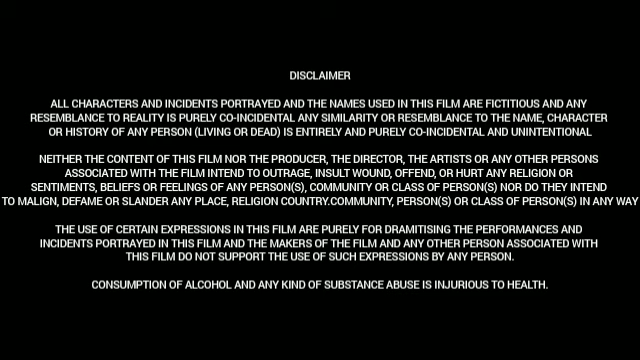 DISCLAIMER
ALL CHARACTERS AND INCIDENTS PORTRAYED AND THE NAMES USED IN THIS FILM ARE FICTITIOUS AND ANY
RESEMBLANCE TO REALITY IS PURELY CO-INCIDENTAL ANY SIMILARITY OR RESEMBLANCE TO THE NAME, CHARACTER
OR HISTORY OF ANY PERSON (LIVING OR DEAD) IS ENTIRELY AND PURELY CO-INCIDENTAL AND UNINTENTIONAL
NEITHER THE CONTENT OF THIS FILM NOR THE PRODUCER, THE DIRECTOR, THE ARTISTS OR ANY OTHER PERSONS
ASSOCIATED WITH THE FILM INTEND TO OUTRAGE, INSULT WOUND, OFFEND, OR HURT ANY RELIGION OR
SENTIMENTS, BELIEFS OR FEELINGS OF ANY PERSON(S), COMMUNITY OR CLASS OF PERSON(S) NOR DO THEY INTEND
TO MALIGN, DEFAME OR SLANDER ANY PLACE, RELIGION COUNTRY.COMMUNITY, PERSON(S) OR CLASS OF PERSON(S) IN ANY WAY
THE USE OF CERTAIN EXPRESSIONS IN THIS FILM ARE PURELY FOR DRAMITISING THE PERFORMANCES AND
INCIDENTS PORTRAYED IN THIS FILM AND THE MAKERS OF THE FILM AND ANY OTHER PERSON ASSOCIATED WITH
THIS FILM DO NOT SUPPORT THE USE OF SUCH EXPRESSIONS BY ANY PERSON.
CONSUMPTION OF ALCOHOL AND ANY KIND OF SUBSTANCE ABUSE IS INJURIOUS TO HEALTH.